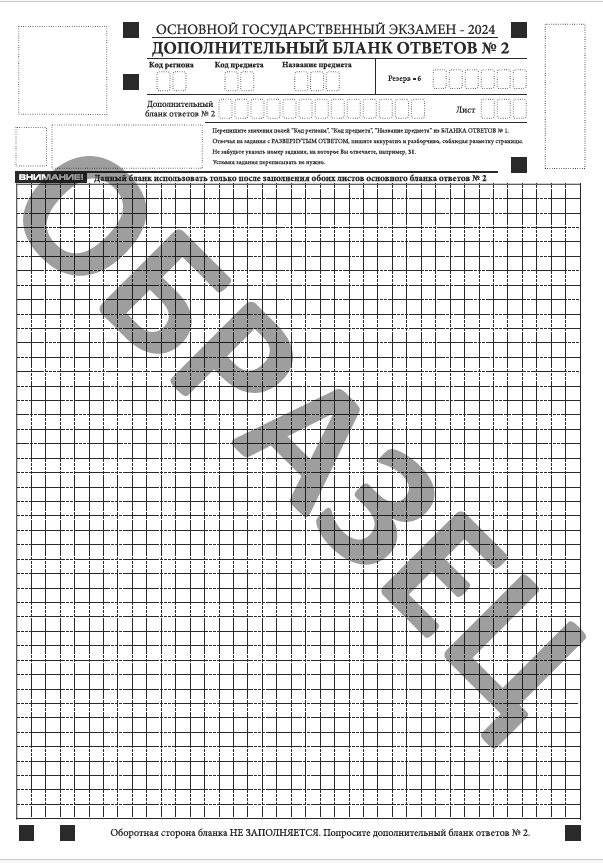 ОСНОВНОЙ ГОСУДАРСТВЕННЫЙ ЭКЗАМЕН - 2024
ДОПОЛНИТЕЛЬНЫЙ БЛАНК ОТВЕТОВ № 2
Код региона Код предмета Название предмета
Резерв - 6
Дополнительный
бланк ответов № 2
Лист
Перепишите значения полей "Код региона", "Код предмета", "Название предмета" из БЛАНКА ОТВЕТОВ № 1.
Отвечая на задания с РАЗВЕРНУТЫМ ОТВЕТОМ, пишите аккуратно и разборчиво, соблюдая разметку страницы.
Не забудьте указать номер задания, на которое Вы отвечаете, например, 31.
Условия задания переписывать не нужно.
ВНИМАНИЕ! Данный бланк использовать только после заполнения обоих листов основного бланка ответов № 2
ОБРАЗЕЦ
Оборотная сторона бланка НЕ ЗАПОЛНЯЕТСЯ. Попросите дополнительный бланк ответов № 2.